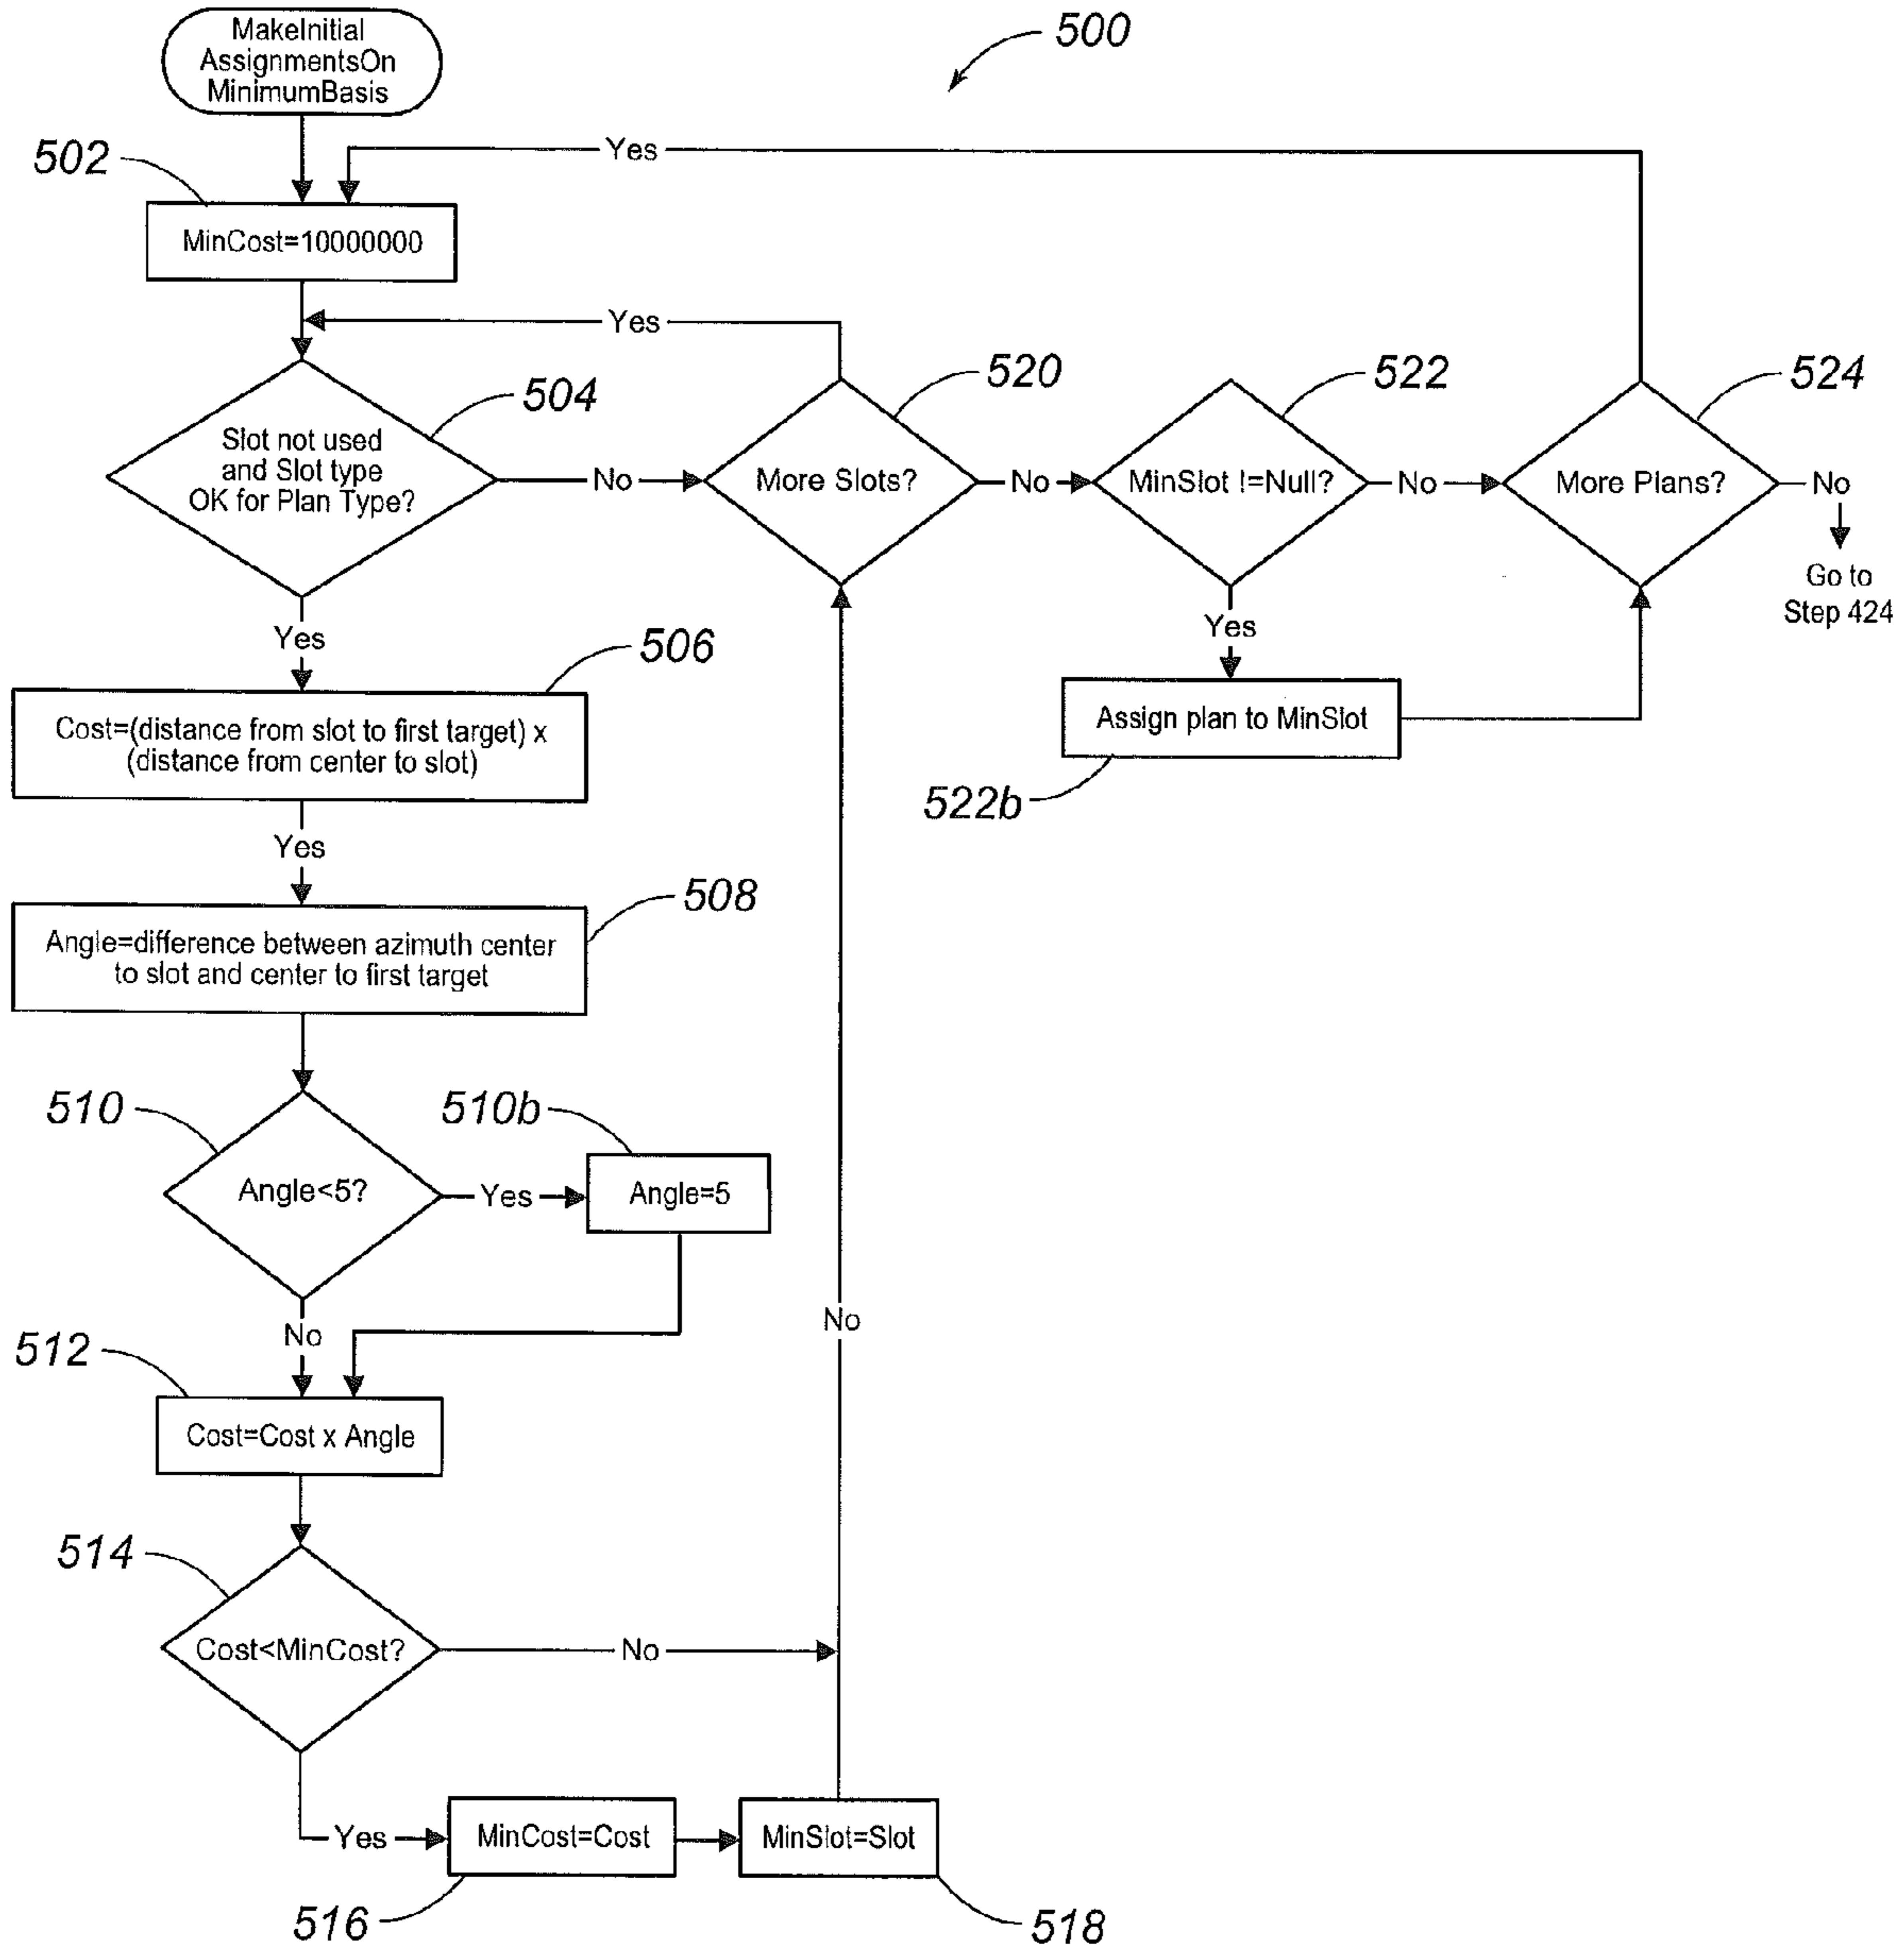 MakeInitial
AssignmentsOn
MinimumBasis
500
Yes
502
MinCost=10000000
Yes
504
520
522
524
Slot not used
and Slot type
OK for Plan Type?
No
More Slots?
No
MinSlot !=Null?
No
More Plans?
No
Go to
Step 424
Yes
Yes
506
Cost=(distance from slot to first target) x
(distance from center to slot)
Assign plan to MinSlot
522b
Yes
508
Angle=difference between azimuth center
to slot and center to first target
510
510b
Angle<5?
Yes
Angle=5
No
No
512
Cost=Cost x Angle
514
Cost<MinCost?
No
Yes
MinCost=Cost
MinSlot=Slot
516
518